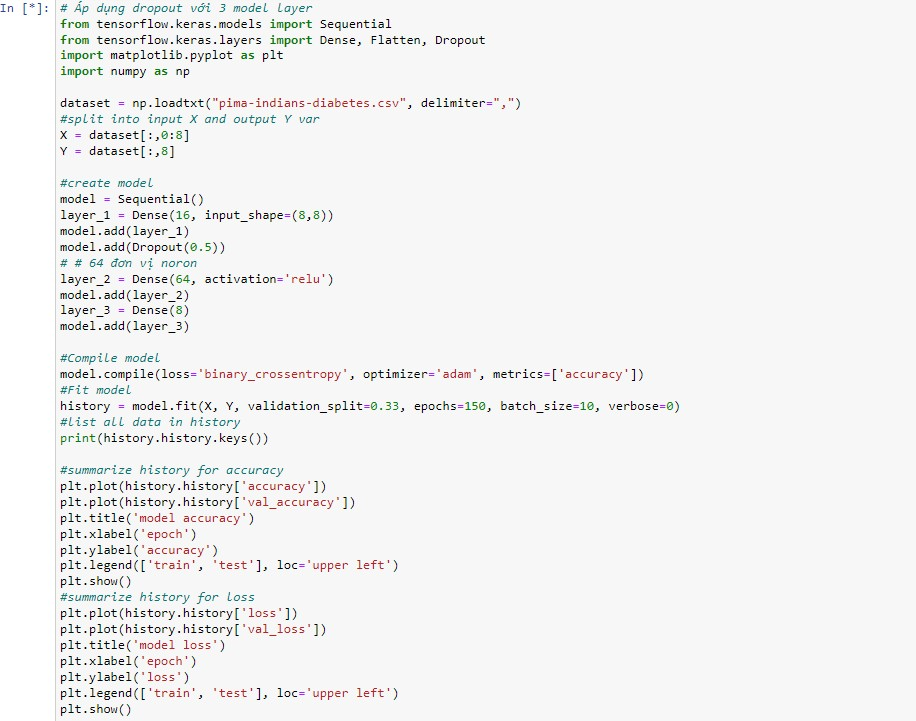 In [*]: # Áp dụng dropout với 3 model layer
from tensorflow.keras.models import Sequential
from tensorflow.keras.layers import Dense, Flatten, Dropout
import matplotlib.pyplot as plt
import numpy as np
dataset = np.loadtxt("pima-indians-diabetes.csv", delimiter=",")
#split into input X and output Y var
X = dataset[:,0:8]
Y = dataset[:,8]
#create model
model = Sequential()
layer_1 = Dense(16, input_shape=(8,8))
model.add(layer_1)
model.add(Dropout(0.5))
# # 64 đơn vị noron
layer_2 = Dense(64, activation='relu')
model.add(layer_2)
layer_3 = Dense(8)
model.add(layer_3)
#Compile model
model.compile(loss='binary_crossentropy', optimizer='adam', metrics=['accuracy'])
#Fit model
history = model.fit(X, Y, validation_split=0.33, epochs=150, batch_size=10, verbose=0)
#list all data in history
print(history.history.keys())
#summarize history for accuracy
plt.plot(history.history['accuracy'])
plt.plot(history.history['val_accuracy'])
plt.title('model accuracy')
plt.xlabel('epoch')
plt.ylabel('accuracy')
plt.legend(['train', 'test'], loc='upper left')
plt.show()
#summarize history for loss
plt.plot(history.history['loss'])
plt.plot(history.history['val_loss'])
plt.title('model loss')
plt.xlabel('epoch')
plt.ylabel('loss')
plt.legend(['train', 'test'], loc='upper left')
plt.show()